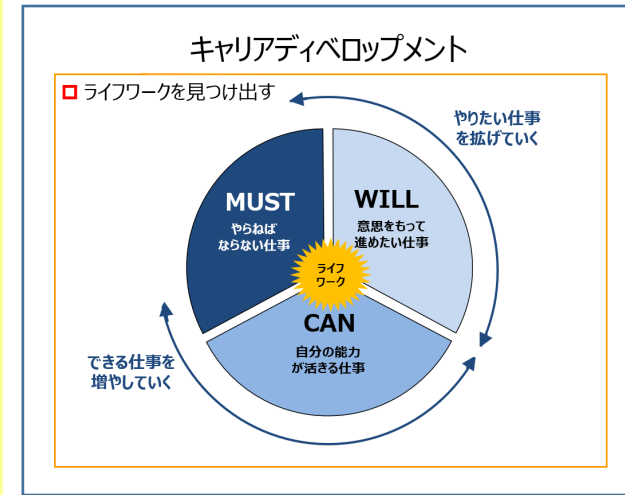 キャリアディベロップメント
ライフワークを見つけ出す
やりたい仕事
を拡げていく
MUST
やらねば
ならない仕事
WILL
意思をもって
進めたい仕事
ライフ
ワーク
CAN
自分の能力
が活きる仕事
できる仕事を
増やしていく